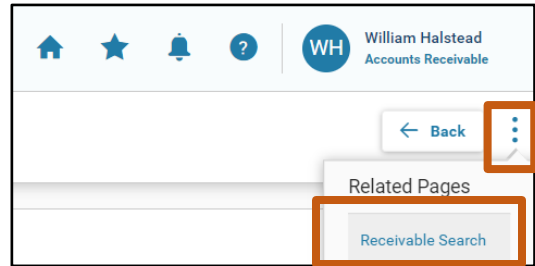 ?
WH
William Halstead
Accounts Receivable
← Back
Related Pages
Receivable Search